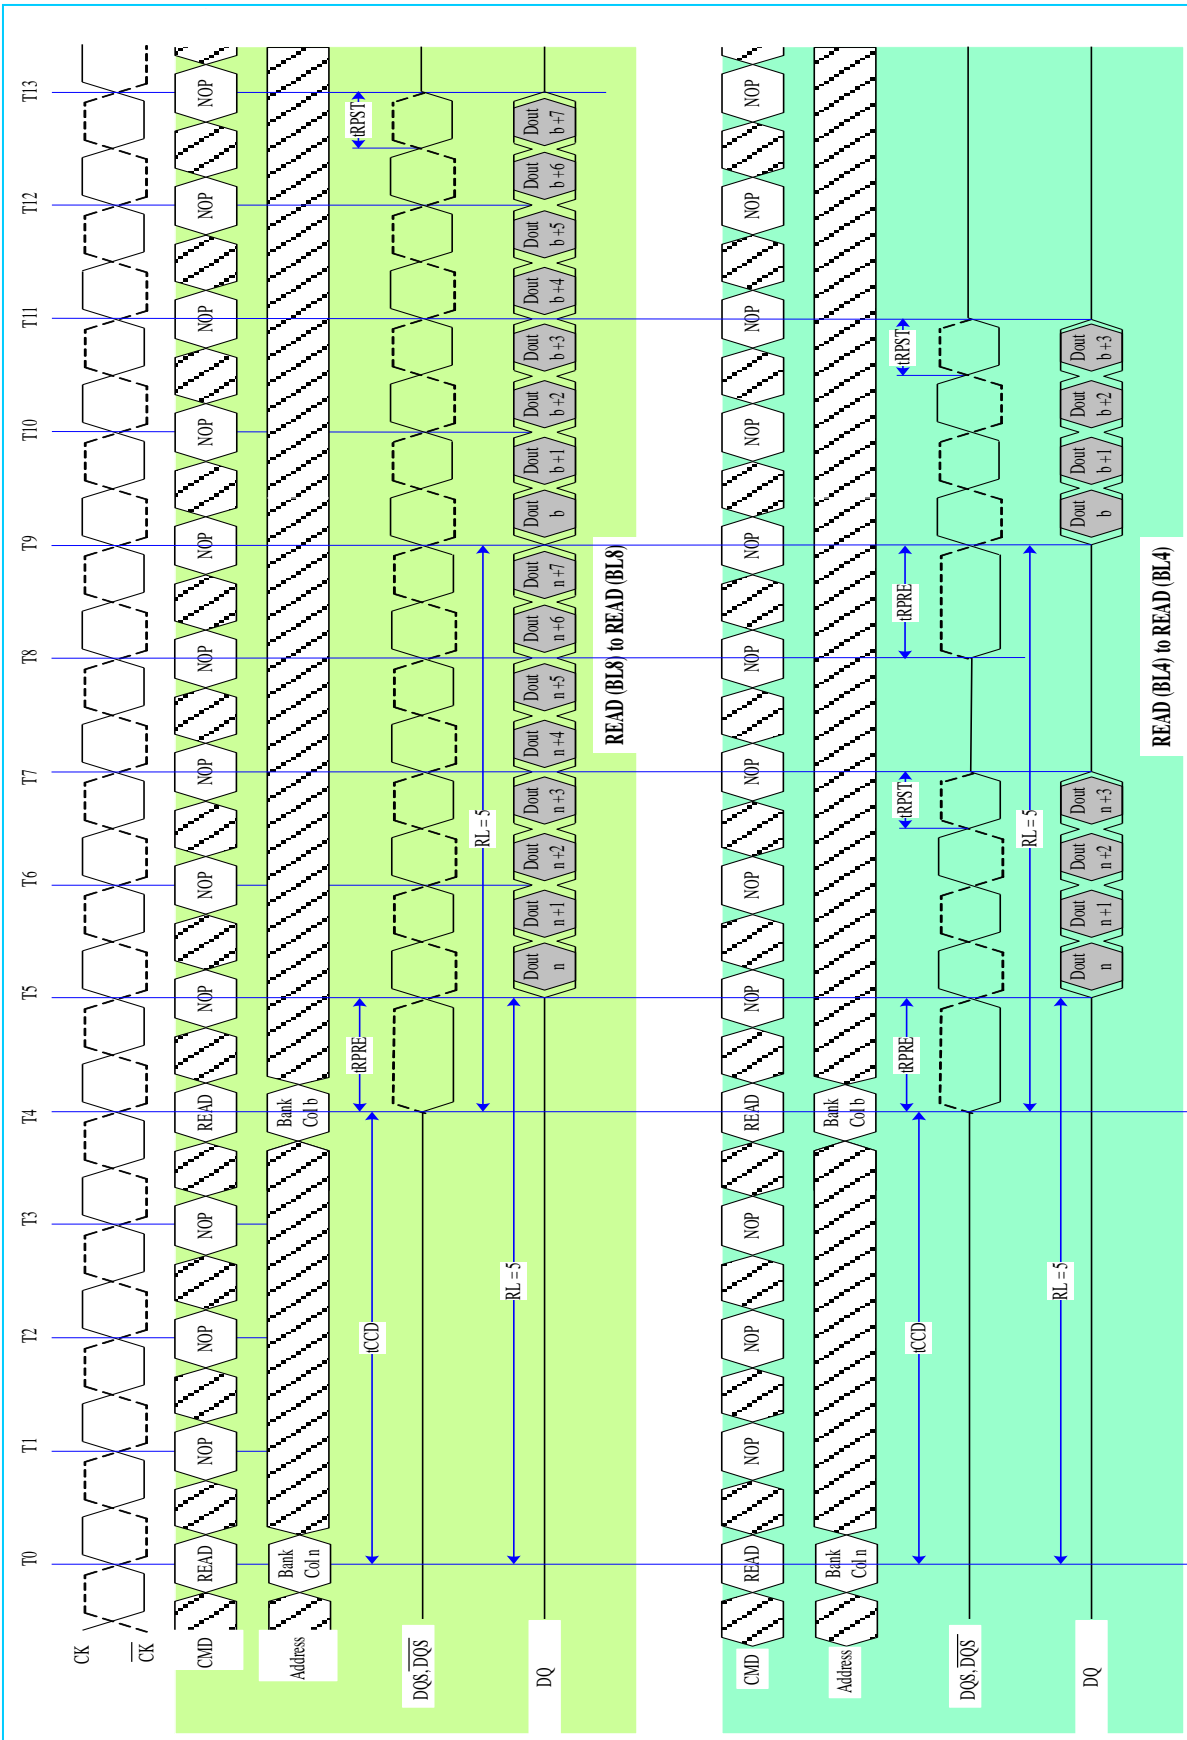 T0 T1 T2 T3 T4 T5 T6 T7 T8 T9 T10 T11 T12 T13
CK
CK
CMD READ NOP NOP NOP READ NOP NOP NOP NOP NOP NOP NOP NOP NOP
Address Bank Col n Bank Col b
tCCD tRPRE tRPST
DQS, DQS
RL = 5
RL = 5
DQ Dout n Dout n+1 Dout n+2 Dout n+3 Dout n+4 Dout n+5 Dout n+6 Dout n+7 Dout b Dout b+1 Dout b+2 Dout b+3 Dout b+4 Dout b+5 Dout b+6 Dout b+7
READ (BL8) to READ (BL8)
CMD READ NOP NOP NOP READ NOP NOP NOP NOP NOP NOP NOP NOP NOP
Address Bank Col n Bank Col b
tCCD tRPRE tRPST tRPRE tRPST
DQS, DQS
RL = 5
RL = 5
DQ Dout n Dout n+1 Dout n+2 Dout n+3 Dout b Dout b+1 Dout b+2 Dout b+3
READ (BL4) to READ (BL4)